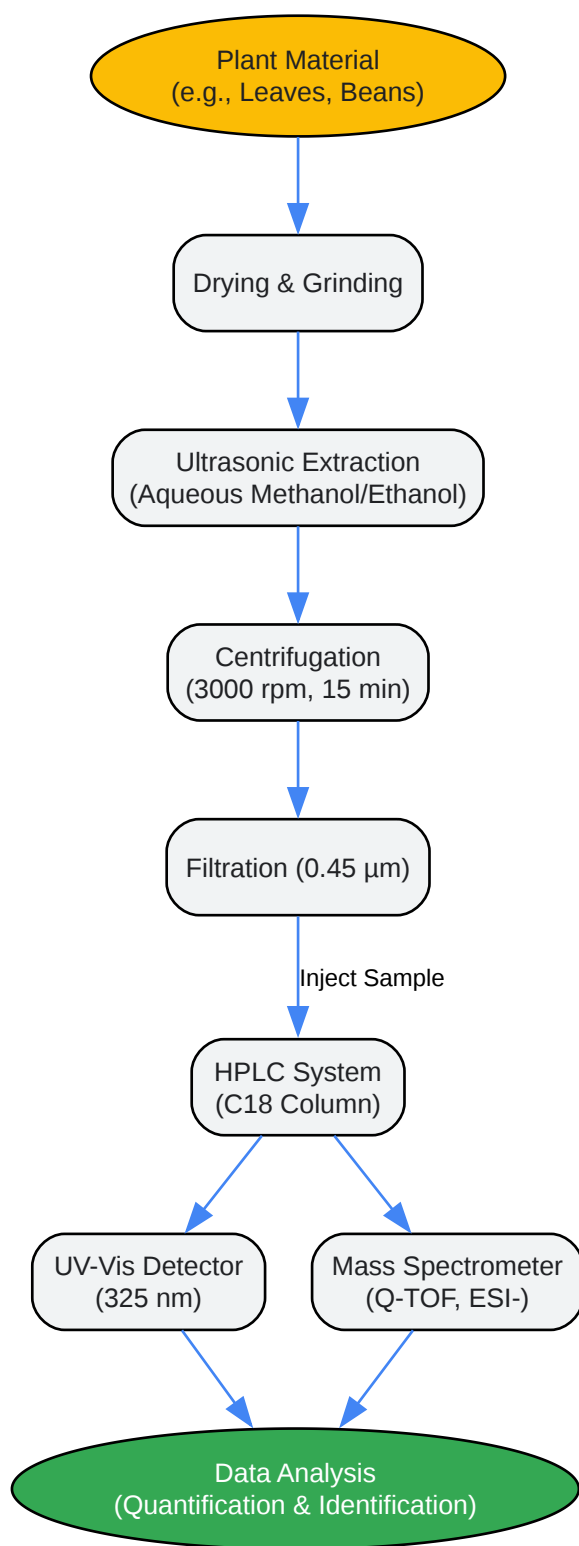 Plant Material
(e.g., Leaves, Beans)
Drying & Grinding
Ultrasonic Extraction
(Aqueous Methanol/Ethanol)
Centrifugation
(3000 rpm, 15 min)
Filtration (0.45 µm)
Inject Sample
HPLC System
(C18 Column)
UV-Vis Detector
(325 nm)
Mass Spectrometer
(Q-TOF, ESI-)
Data Analysis
(Quantification & Identification)